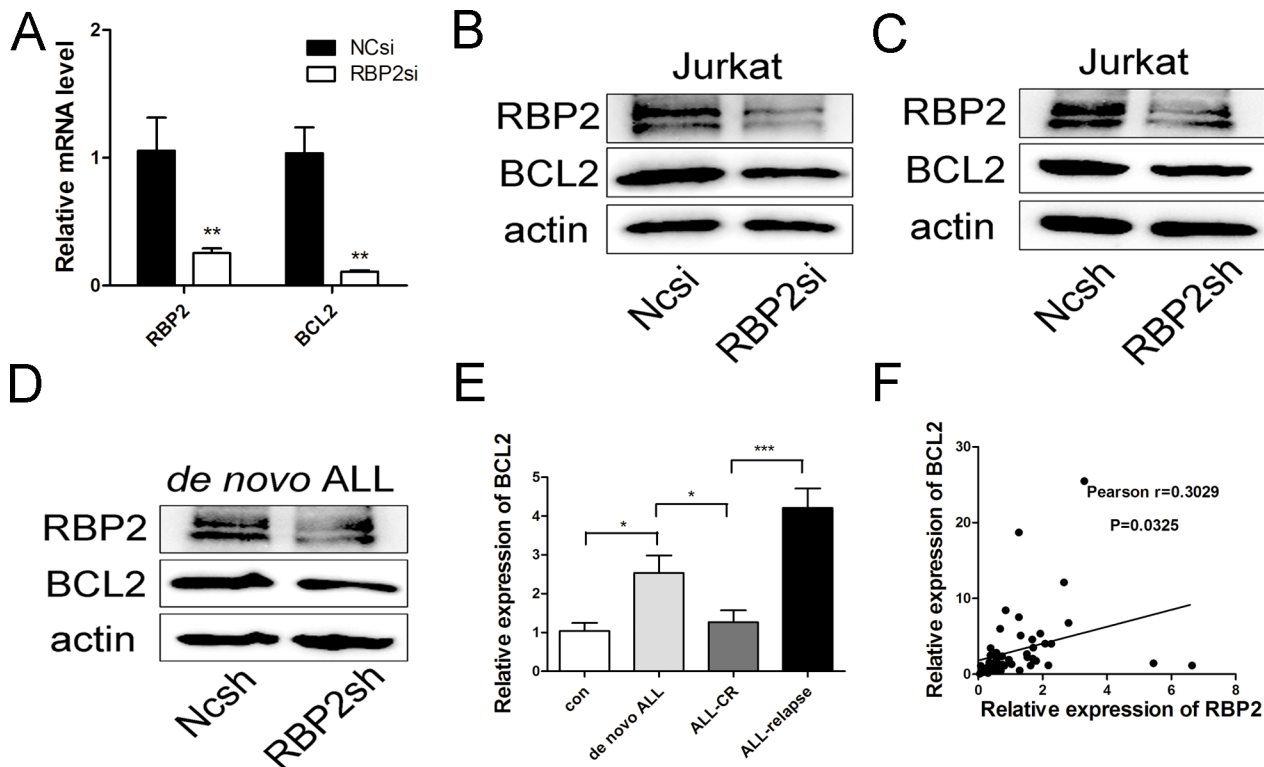 A
Relative mRNA level
2
1
0
NCsi
RBP2si
**
**
RBP2
BCL2
B
Jurkat
RBP2
BCL2
actin
Ncsi
RBP2si
C
Jurkat
RBP2
BCL2
actin
Ncsh
RBP2sh
D
de novo ALL
RBP2
BCL2
actin
Ncsh
RBP2sh
E
Relative expression of BCL2
5
4
3
2
1
0
*
*
***
con
de novo ALL
ALL-CR
ALL-relapse
F
Relative expression of BCL2
30
20
10
0
Pearson r=0.3029
P=0.0325
0
2
4
6
8
Relative expression of RBP2